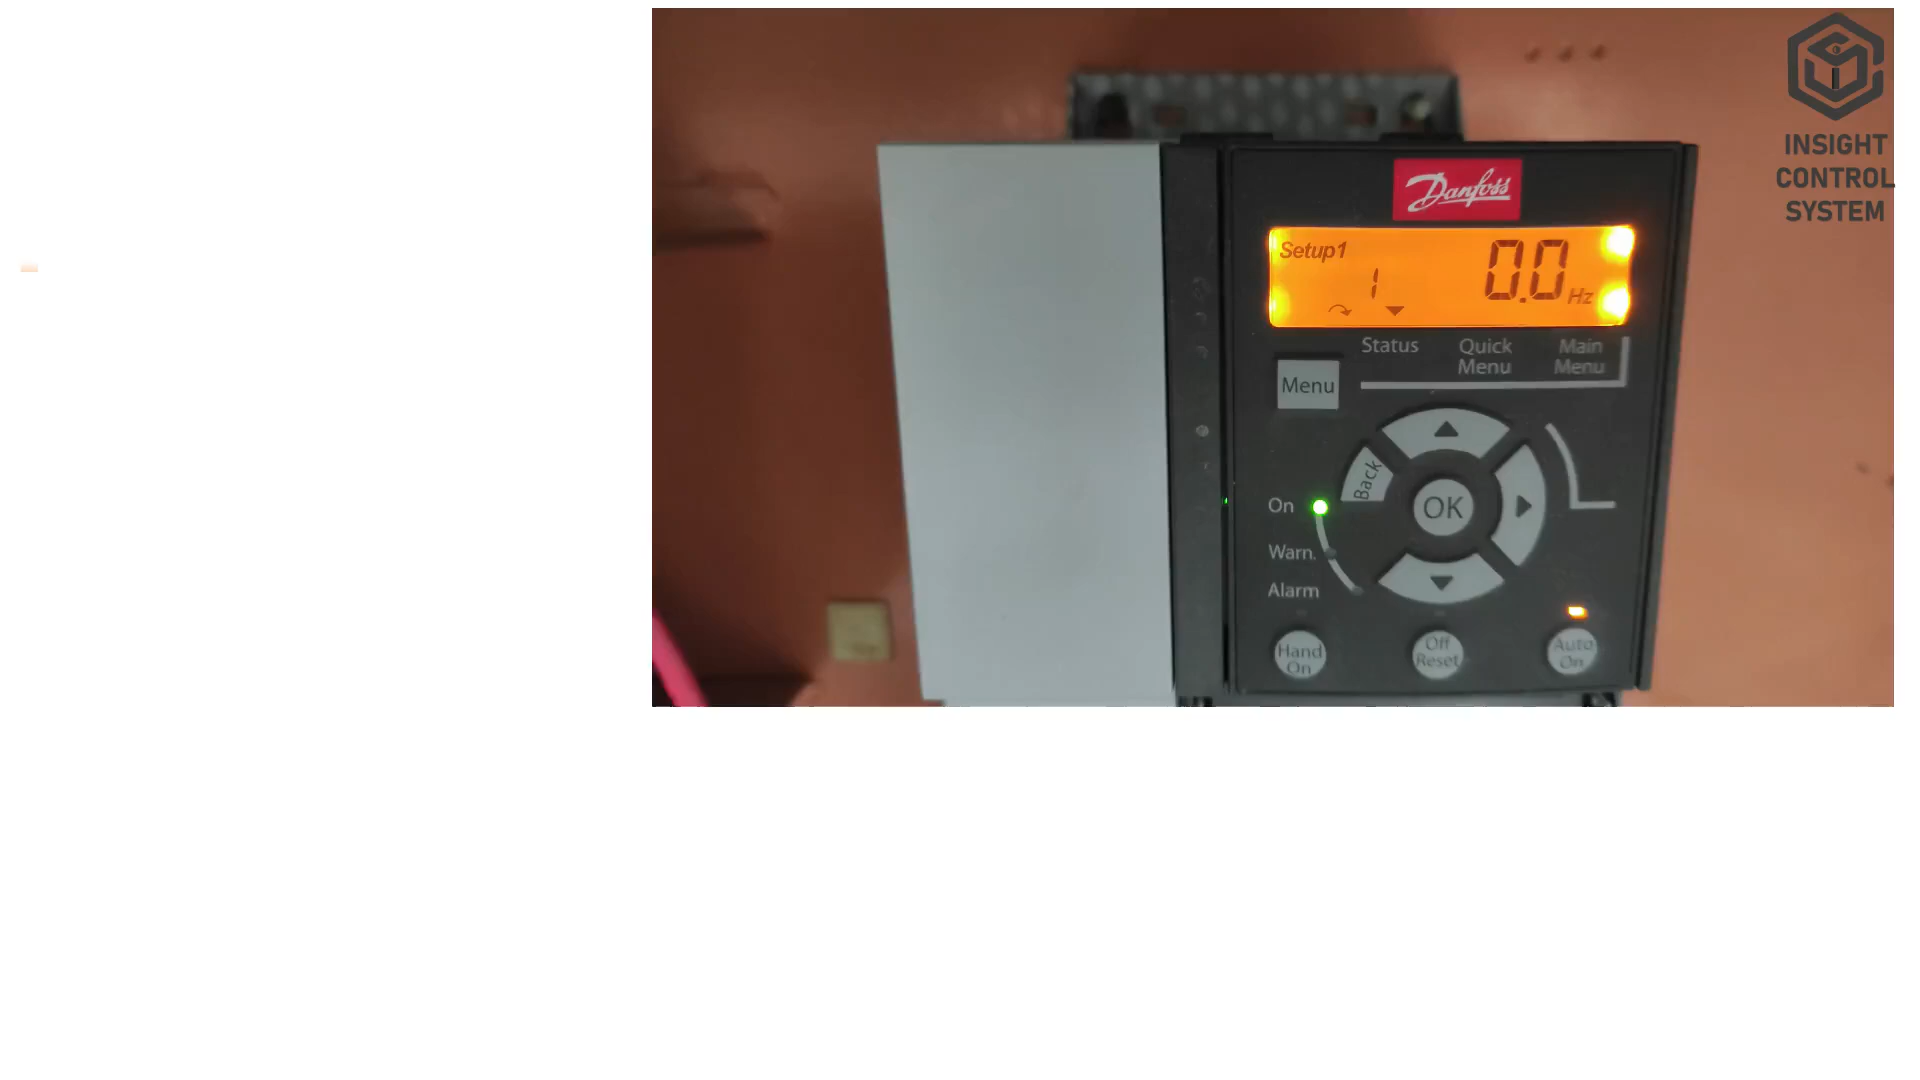 INSIGHT
CONTROL
SYSTEM
Danfoss
Setup1
1
0.0
Hz
Status
Quick
Menu
Main
Menu
Menu
Back
OK
On
Warn.
Alarm
Hand
On
Off
Reset
Auto
On